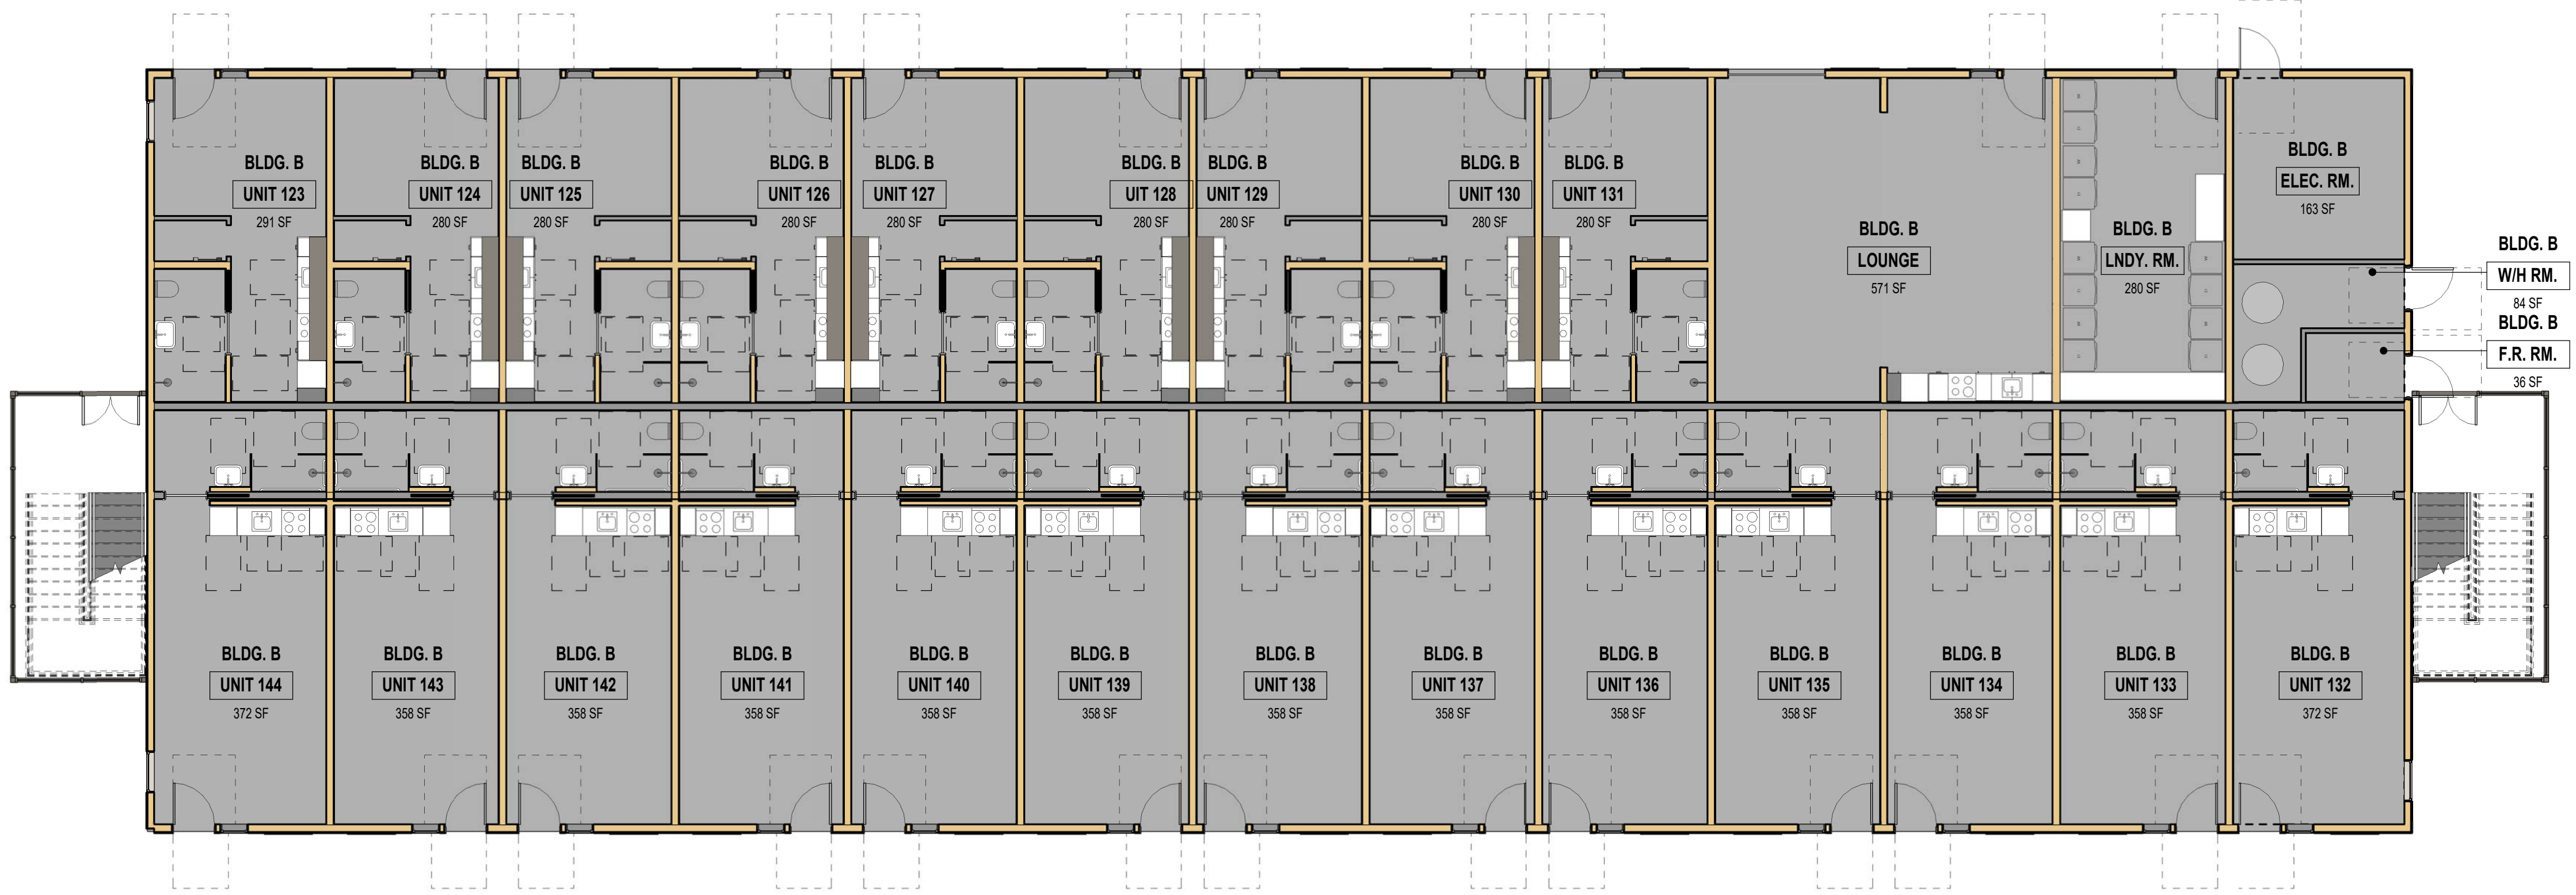 BLDG. B
UNIT 123
291 SF
BLDG. B
UNIT 124
280 SF
BLDG. B
UNIT 125
280 SF
BLDG. B
UNIT 126
280 SF
BLDG. B
UNIT 127
280 SF
BLDG. B
UIT 128
280 SF
BLDG. B
UNIT 129
280 SF
BLDG. B
UNIT 130
280 SF
BLDG. B
UNIT 131
280 SF
BLDG. B
LOUNGE
571 SF
BLDG. B
LNDY. RM.
280 SF
BLDG. B
ELEC. RM.
163 SF
BLDG. B
W/H RM.
84 SF
BLDG. B
F.R. RM.
36 SF
BLDG. B
UNIT 144
372 SF
BLDG. B
UNIT 143
358 SF
BLDG. B
UNIT 142
358 SF
BLDG. B
UNIT 141
358 SF
BLDG. B
UNIT 140
358 SF
BLDG. B
UNIT 139
358 SF
BLDG. B
UNIT 138
358 SF
BLDG. B
UNIT 137
358 SF
BLDG. B
UNIT 136
358 SF
BLDG. B
UNIT 135
358 SF
BLDG. B
UNIT 134
358 SF
BLDG. B
UNIT 133
358 SF
BLDG. B
UNIT 132
372 SF